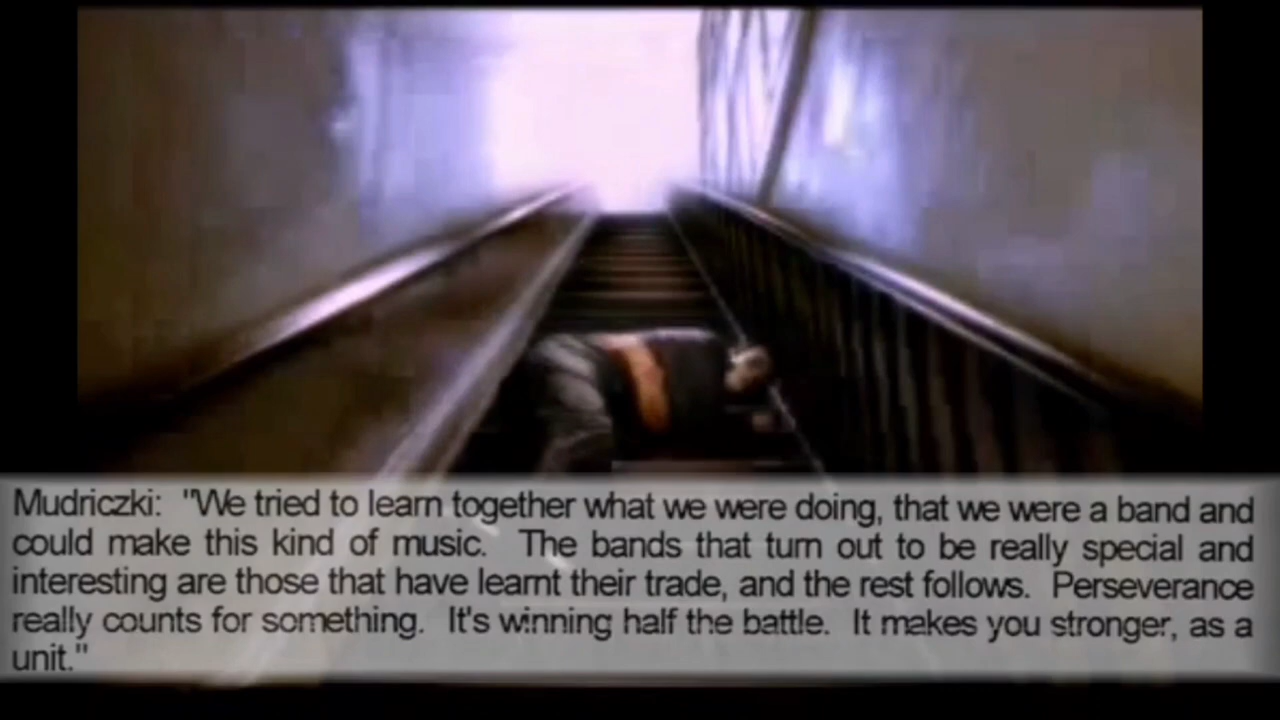 Mudriczki: "We tried to learn together what we were doing, that we were a band and
could make this kind of music. The bands that turn out to be really special and
interesting are those that have learnt their trade, and the rest follows. Perseverance
really counts for something. It's winning half the battle. It makes you stronger, as a
unit."